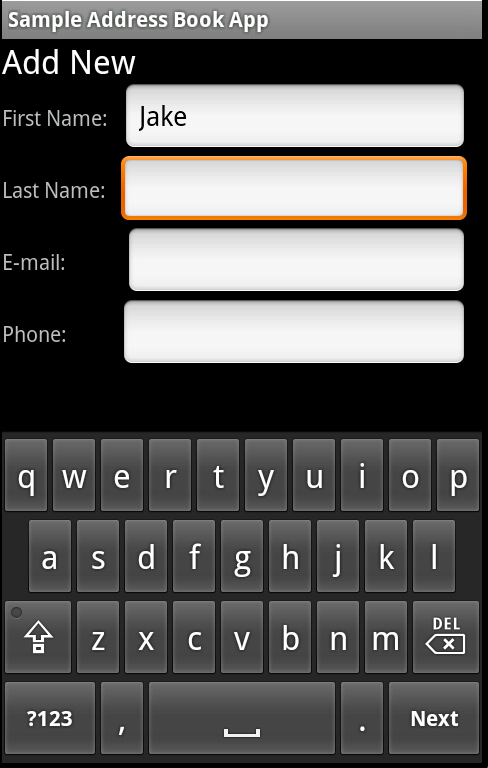 Sample Address Book App
Add New
First Name: Jake
Last Name:
E-mail:
Phone:
q w e r t y u i o p
a s d f g h j k l
z x c v b n m DEL
?123 , . Next